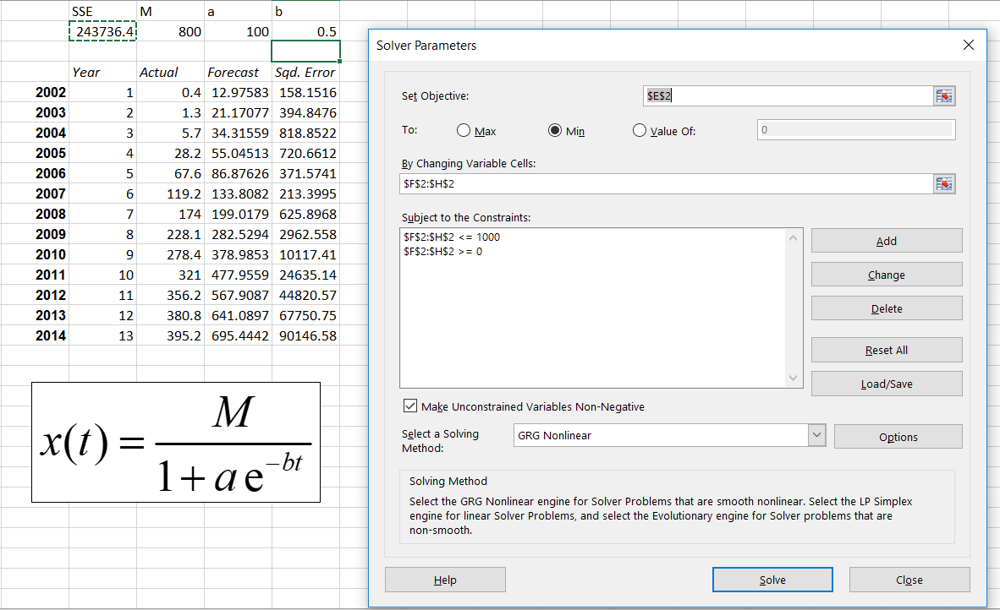 SSE M a b
243736.4 800 100 0.5
Year Actual Forecast Sqd. Error
2002 1 0.4 12.97583 158.1516
2003 2 1.3 21.17077 394.8476
2004 3 5.7 34.31559 818.8522
2005 4 28.2 55.04513 720.6612
2006 5 67.6 86.87626 371.5741
2007 6 119.2 133.8082 213.3995
2008 7 174 199.0179 625.8968
2009 8 228.1 282.5294 2962.558
2010 9 278.4 378.9853 10117.41
2011 10 321 477.9559 24635.14
2012 11 356.2 567.9087 44820.57
2013 12 380.8 641.0897 67750.75
2014 13 395.2 695.4442 90146.58
x(t) = M
1 + a e^-bt
Solver Parameters
Set Objective: $E$2
To: Max Min Value Of: 0
By Changing Variable Cells:
$F$2:$H$2
Subject to the Constraints:
$F$2:$H$2 <= 1000
$F$2:$H$2 >= 0
Add
Change
Delete
Reset All
Load/Save
Make Unconstrained Variables Non-Negative
Select a Solving
Method:
GRG Nonlinear
Options
Solving Method
Select the GRG Nonlinear engine for Solver Problems that are smooth nonlinear. Select the LP Simplex
engine for linear Solver Problems, and select the Evolutionary engine for Solver problems that are
non-smooth.
Help Solve Close